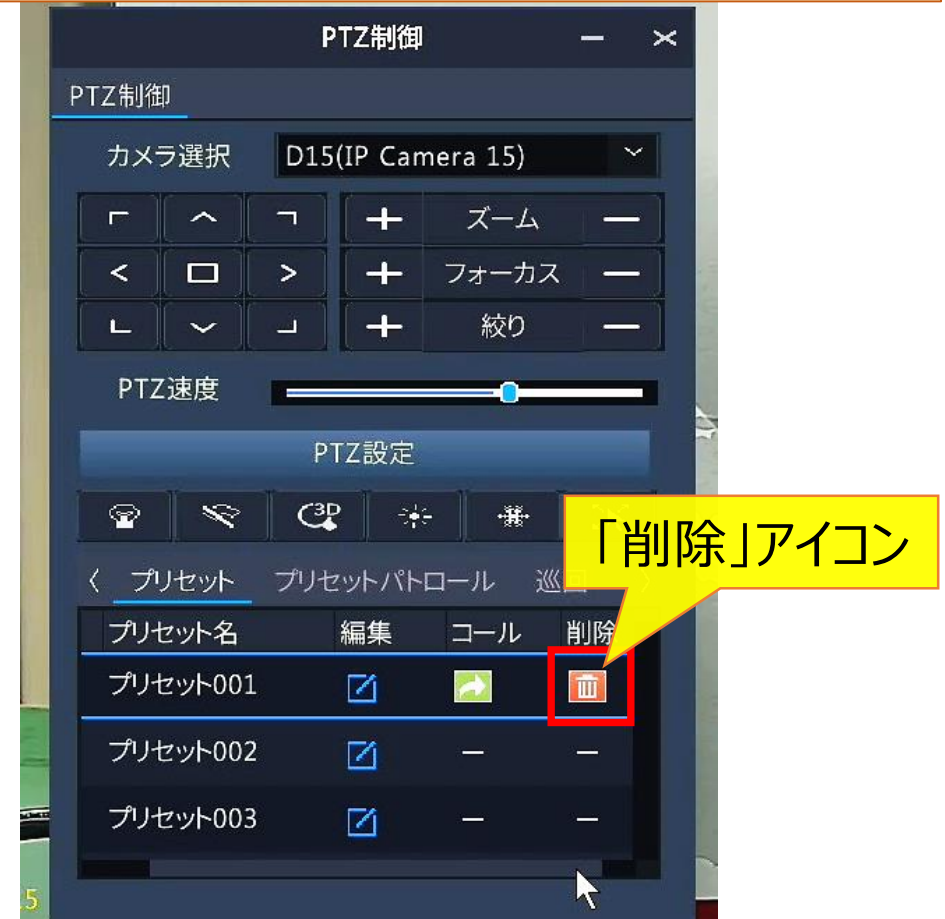 PTZ制御
PTZ制御
カメラ選択 D15(IP Camera 15)
ズーム
フォーカス
絞り
PTZ速度
PTZ設定
3D
「削除」アイコン
プリセット プリセットパトロール 巡回
プリセット名 編集 コール 削除
プリセット001
プリセット002
プリセット003
5